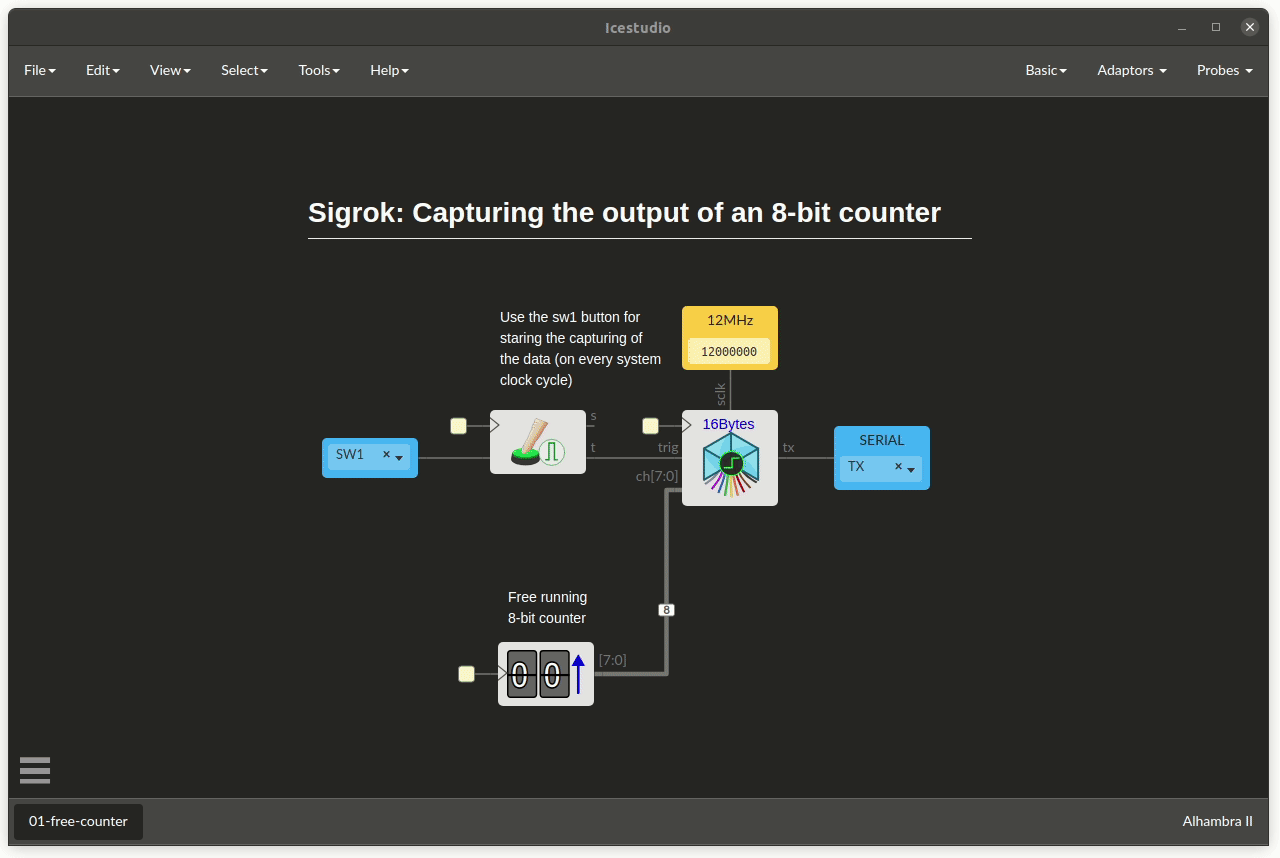 Icestudio
File Edit View Select Tools Help Basic Adaptors Probes
Sigrok: Capturing the output of an 8-bit counter
Use the sw1 button for
staring the capturing of
the data (on every system
clock cycle)
12MHz
12000000
sclk
s
16Bytes
SW1 ×
t
trig
ch[7:0]
tx
SERIAL
TX ×
8
Free running
8-bit counter
00
[7:0]
01-free-counter
Alhambra II